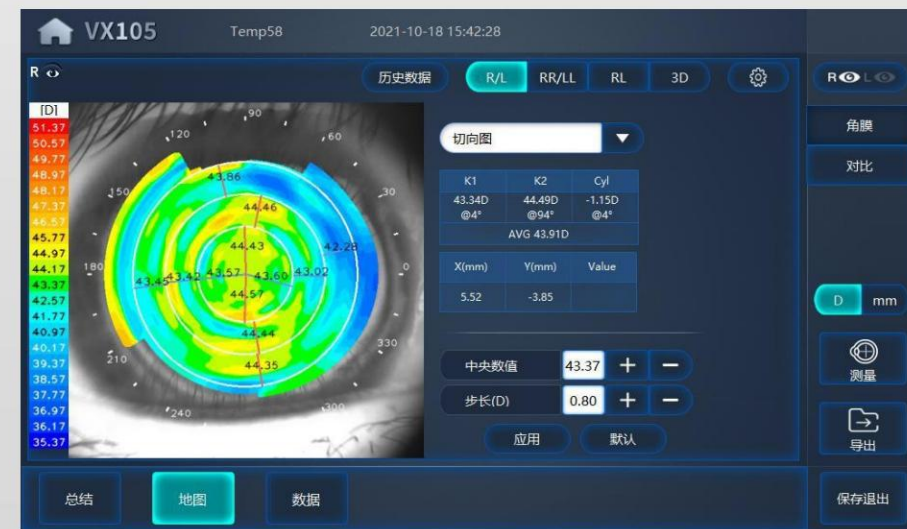 VX105 Temp58 2021-10-18 15:42:28
R 历史数据 R/L RR/LL RL 3D R L
[D]
51.37
50.57
49.77
48.97
48.17
47.37
46.57
45.77
44.97
44.17
43.37
42.57
41.77
40.97
40.17
39.37
38.57
37.77
36.97
36.17
35.37
90
120 60
150 30
180 0
210 330
240 300
43.86
44.46
44.43 42.28
43.45 43.42 43.57 43.60 43.02
44.57
44.44
44.35
切向图
K1 K2 Cyl
43.34D 44.49D -1.15D
@4° @94° @4°
AVG 43.91D
X(mm) Y(mm) Value
5.52 -3.85
中央数值 43.37 + −
步长(D) 0.80 + −
应用 默认
角膜
对比
D mm
测量
导出
保存退出
总结 地图 数据